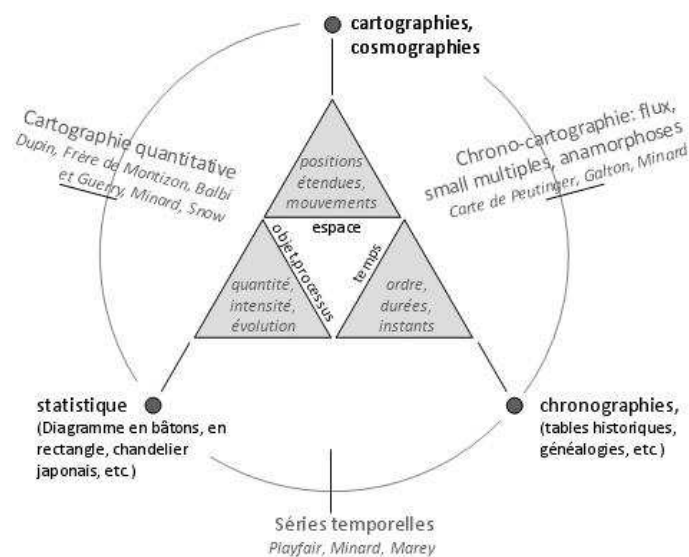 cartographies,
cosmographies
Cartographie quantitative
Dupin, Frère de Montizon, Balbi
et Guerry, Minard, Snow
Chrono-cartographie: flux,
small multiples, anamorphoses
Carte de Peutinger, Galton, Minard
positions
étendues,
mouvements
espace
objet,processus
temps
quantité,
intensité,
évolution
ordre,
durées,
instants
statistique
(Diagramme en bâtons, en
rectangle, chandelier
japonais, etc.)
chronographies,
(tables historiques,
généalogies, etc.)
Séries temporelles
Playfair, Minard, Marey